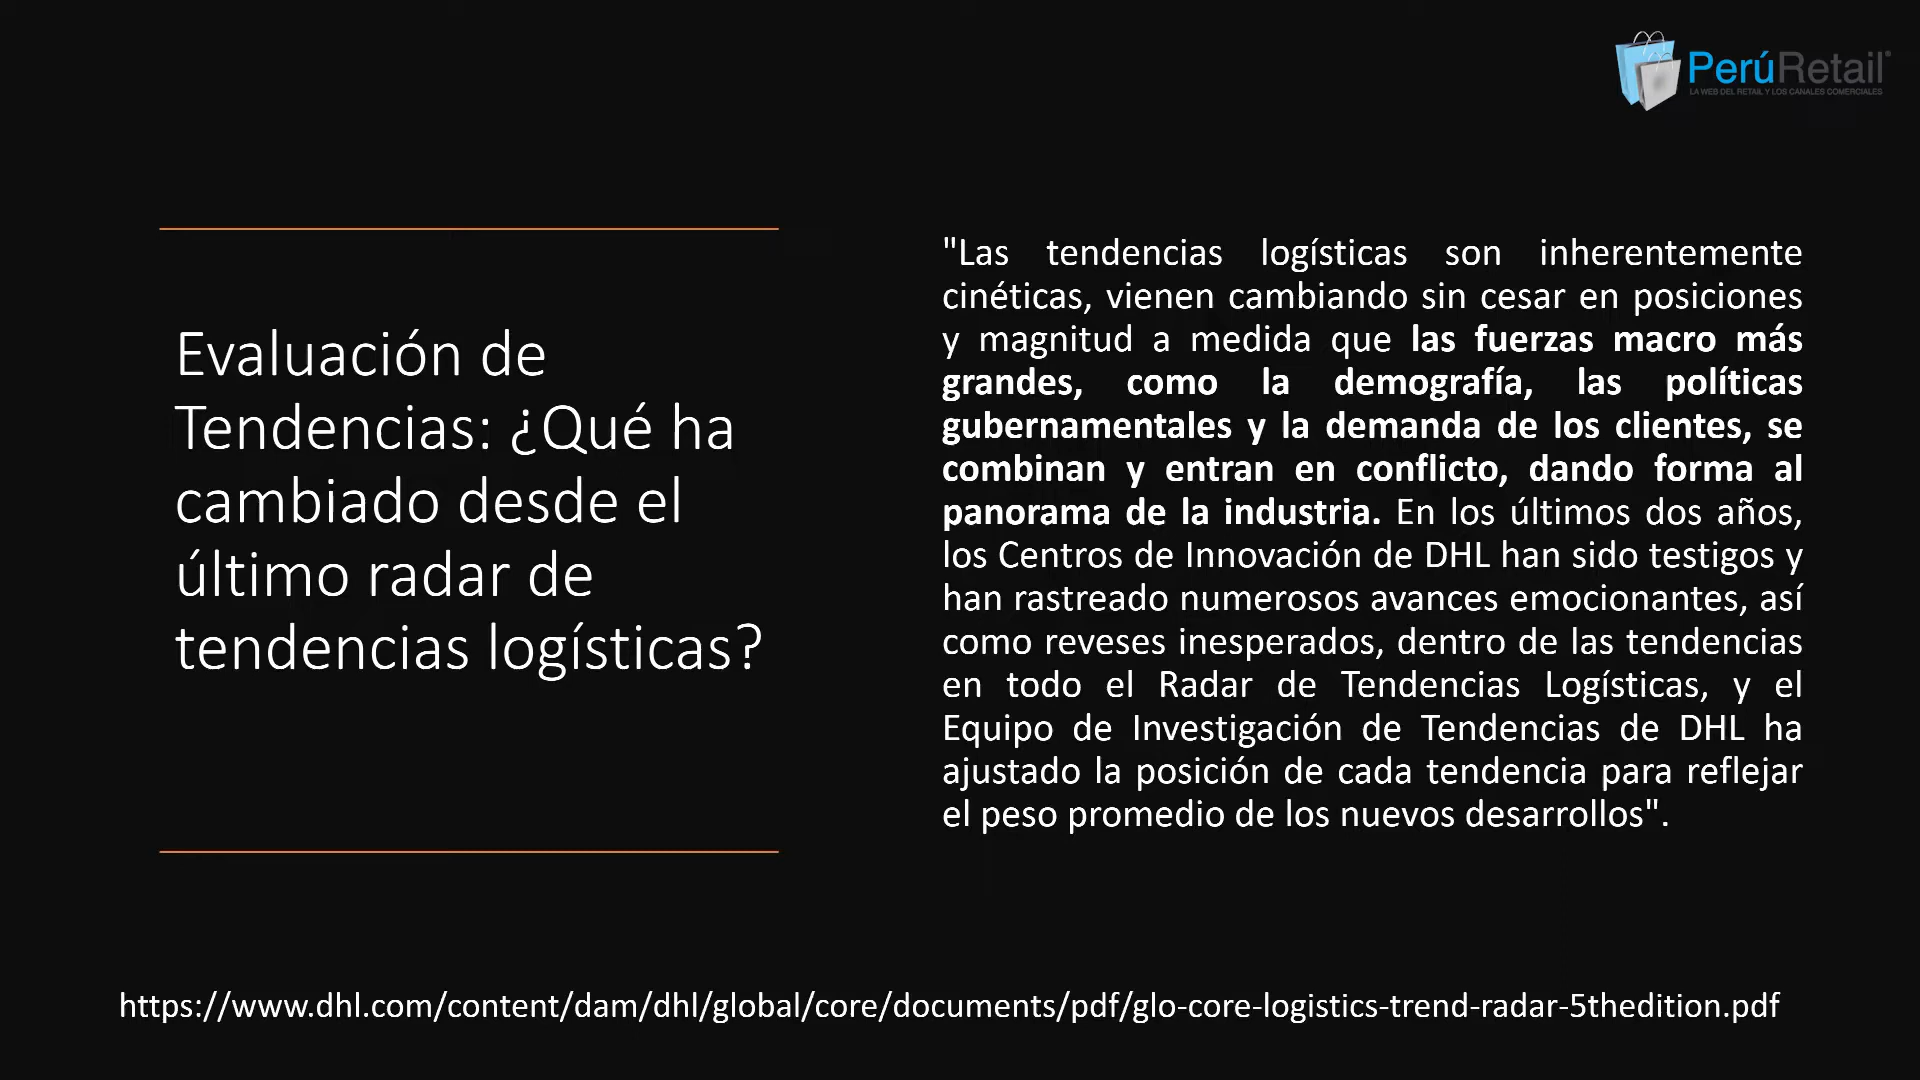 PerúRetail
LA WEB DEL RETAIL Y LOS CANALES COMERCIALES
Evaluación de
Tendencias: ¿Qué ha
cambiado desde el
último radar de
tendencias logísticas?
"Las tendencias logísticas son inherentemente
cinéticas, vienen cambiando sin cesar en posiciones
y magnitud a medida que las fuerzas macro más
grandes, como la demografía, las políticas
gubernamentales y la demanda de los clientes, se
combinan y entran en conflicto, dando forma al
panorama de la industria. En los últimos dos años,
los Centros de Innovación de DHL han sido testigos y
han rastreado numerosos avances emocionantes, así
como reveses inesperados, dentro de las tendencias
en todo el Radar de Tendencias Logísticas, y el
Equipo de Investigación de Tendencias de DHL ha
ajustado la posición de cada tendencia para reflejar
el peso promedio de los nuevos desarrollos".
https://www.dhl.com/content/dam/dhl/global/core/documents/pdf/glo-core-logistics-trend-radar-5thedition.pdf